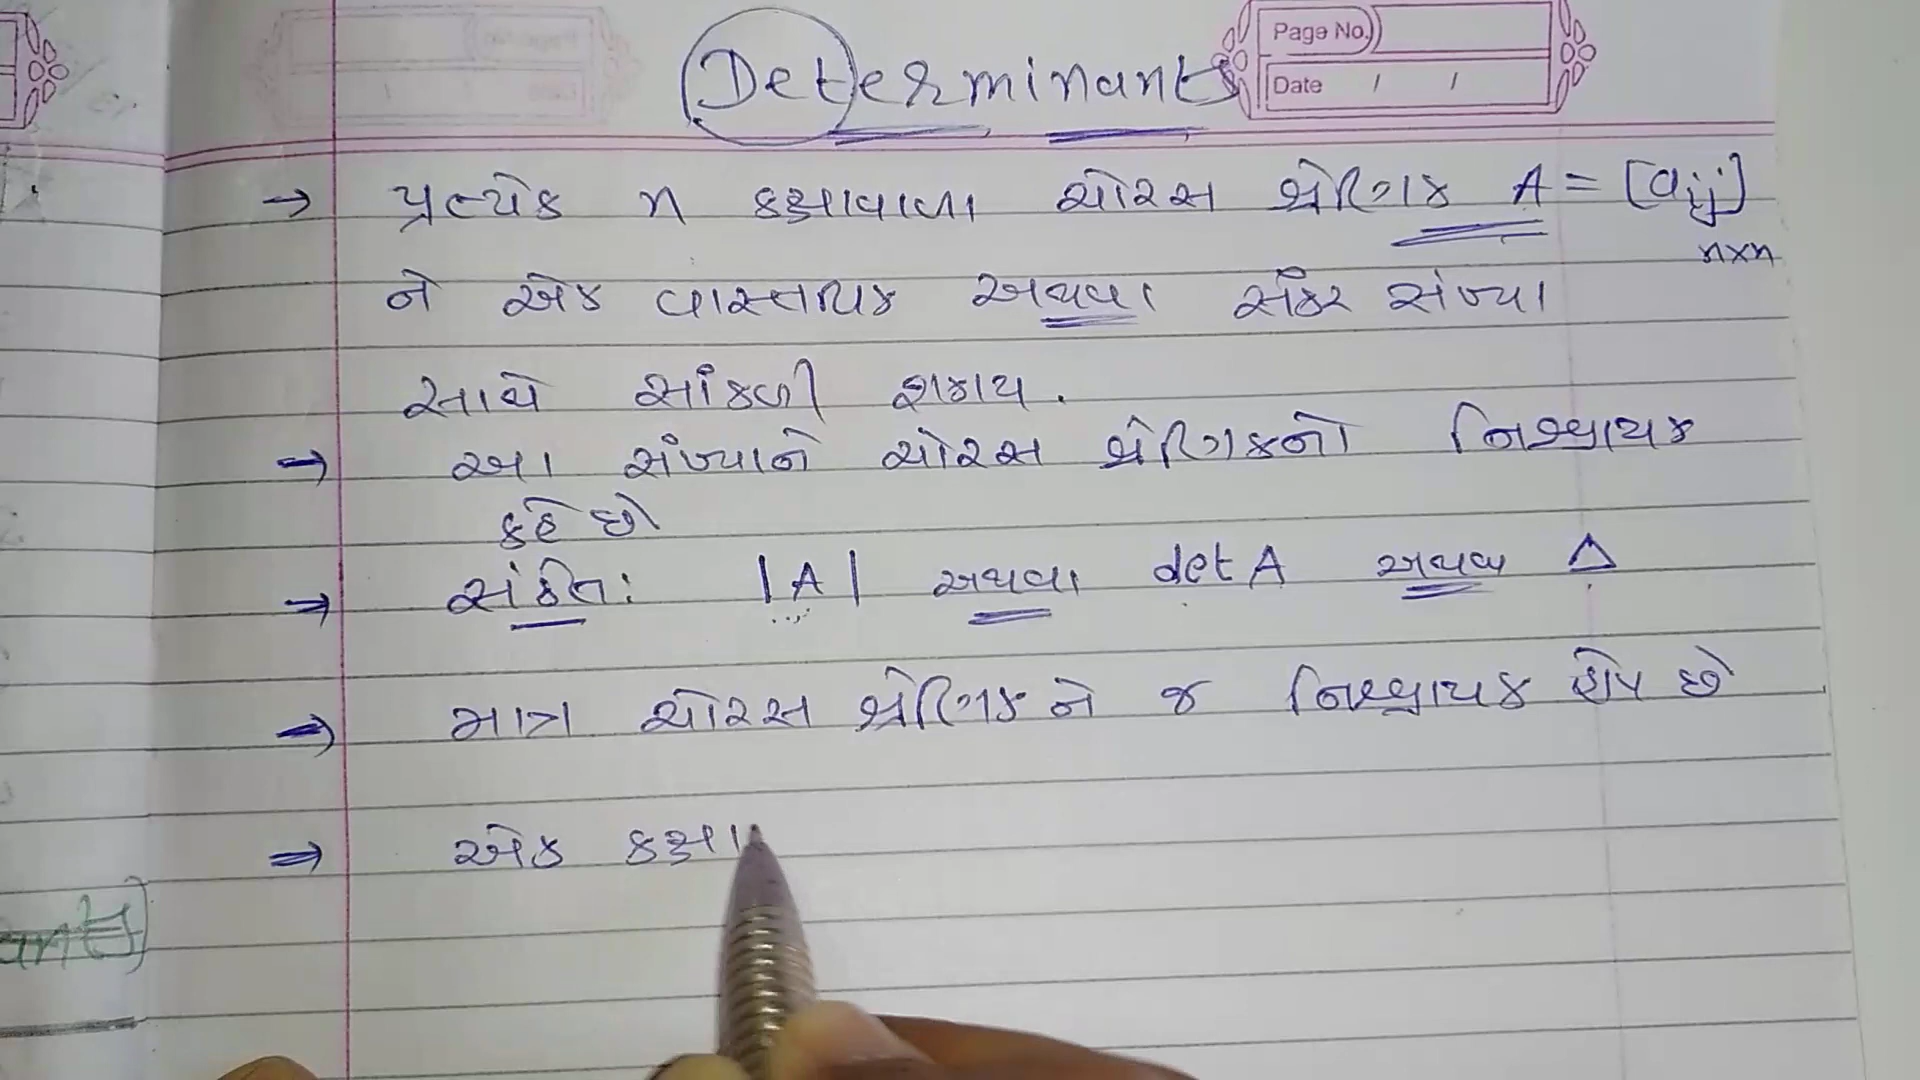 Determinants
Page No.
Date / /
→ પ્રત્યેક n કક્ષાવાળા ચોરસ શ્રેણિક A = [aij]
n×n
ને એક વાસ્તવિક અથવા સંકર સંખ્યા
સાથે સાંકળી શકાય.
→ આ સંખ્યાને ચોરસ શ્રેણિકનો નિશ્ચાયક
કહે છે
→ સંકેત: |A| અથવા det A અથવા Δ
→ માત્ર ચોરસ શ્રેણિકને જ નિશ્ચાયક હોય છે
→ એક કક્ષા